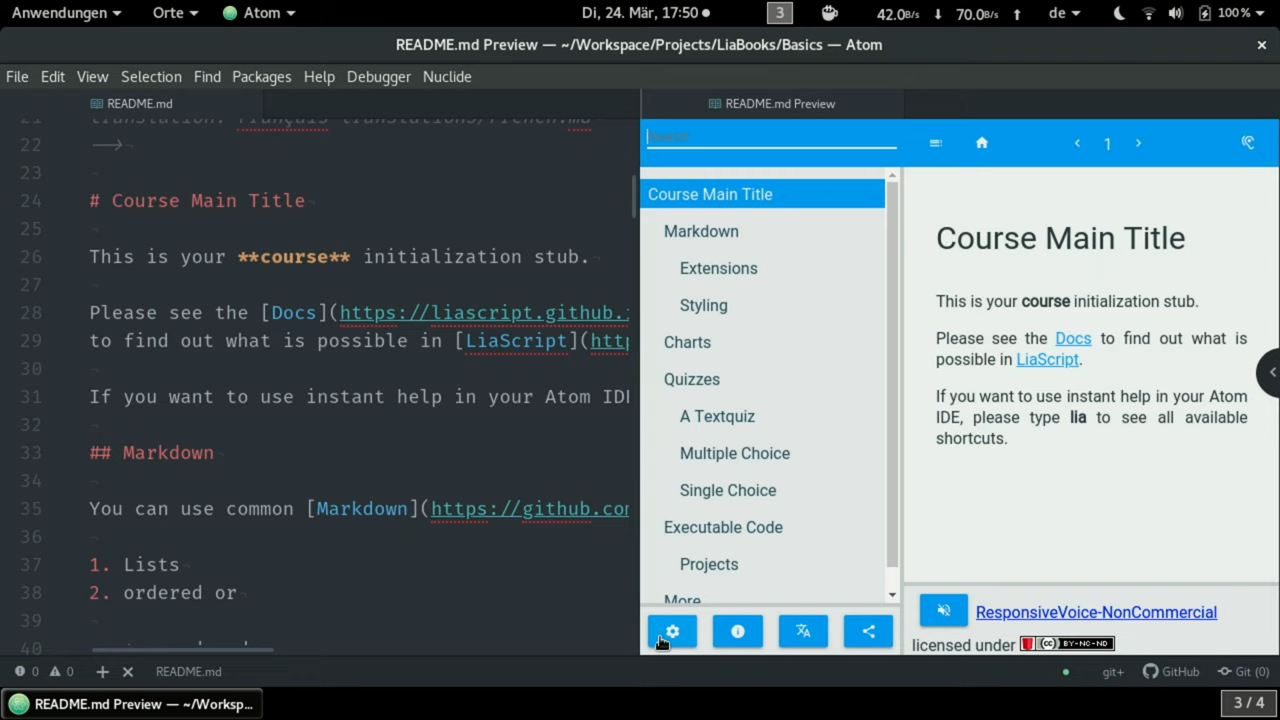 Anwendungen Orte Atom Di, 24. Mär, 17:50 3 42.0B/s 70.0B/s de 100 %
README.md Preview — ~/Workspace/Projects/LiaBooks/Basics — Atom
File Edit View Selection Find Packages Help Debugger Nuclide
README.md
README.md Preview
21 translation: Français translations/French.md
22 -->
23
24 # Course Main Title
25
26 This is your **course** initialization stub.
27
28 Please see the [Docs](https://liascript.github.
29 to find out what is possible in [LiaScript](http
30
31 If you want to use instant help in your Atom IDE
32
33 ## Markdown
34
35 You can use common [Markdown](https://github.com
36
37 1. Lists
38 2. ordered or
39
40
Search
1
Course Main Title
Markdown
Extensions
Styling
Charts
Quizzes
A Textquiz
Multiple Choice
Single Choice
Executable Code
Projects
More
Course Main Title
This is your course initialization stub.
Please see the Docs to find out what is
possible in LiaScript.
If you want to use instant help in your Atom
IDE, please type lia to see all available
shortcuts.
ResponsiveVoice-NonCommercial
licensed under cc BY-NC-ND
0 0 README.md git+ GitHub Git (0)
README.md Preview — ~/Worksp... 3 / 4